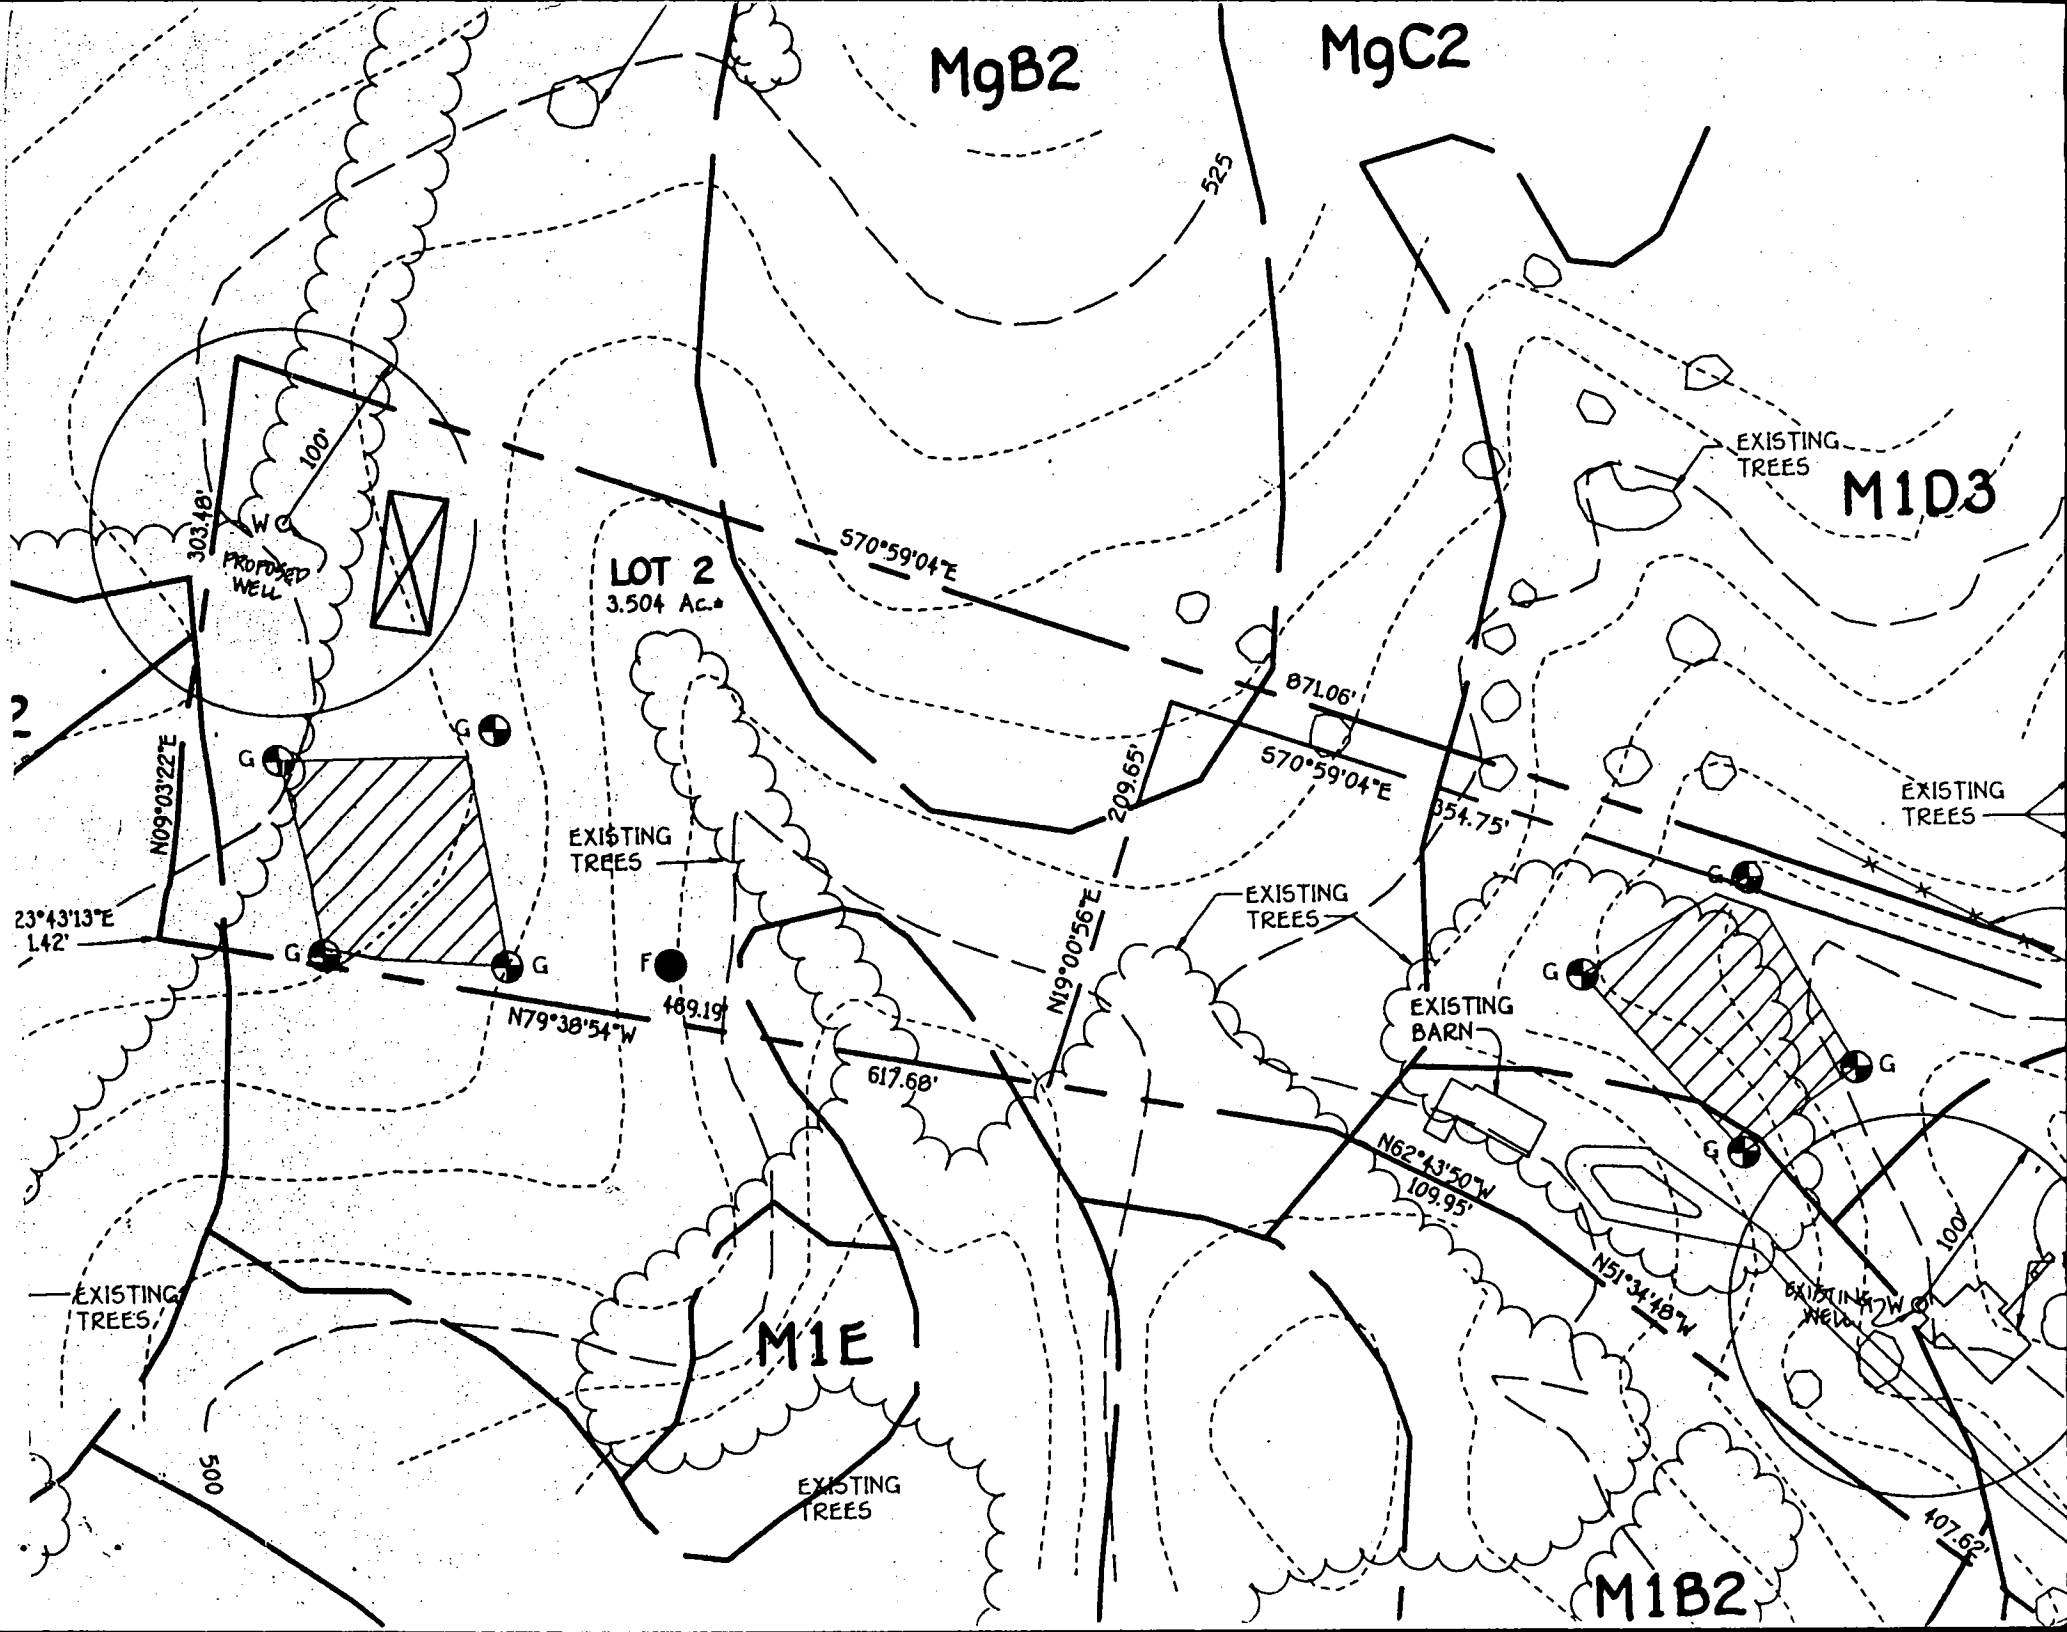 MgB2
MgC2
525
100'
303.48'
W
PROPOSED
WELL
LOT 2
3.504 Ac.±
S70°59'04"E
871.06'
EXISTING
TREES
M1D3
2
G
G
N09°03'22"E
209.65'
S70°59'04"E
354.75'
EXISTING
TREES
EXISTING
TREES
EXISTING
TREES
G
23°43'13"E
1.42'
G
G
F
469.19'
N79°38'54"W
617.68'
N19°00'56"E
G
EXISTING
BARN
G
G
N62°43'50"W
109.95'
100'
N51°34'48"W
EXISTING
WELL
W
EXISTING
TREES
M1E
500
EXISTING
TREES
407.62'
M1B2